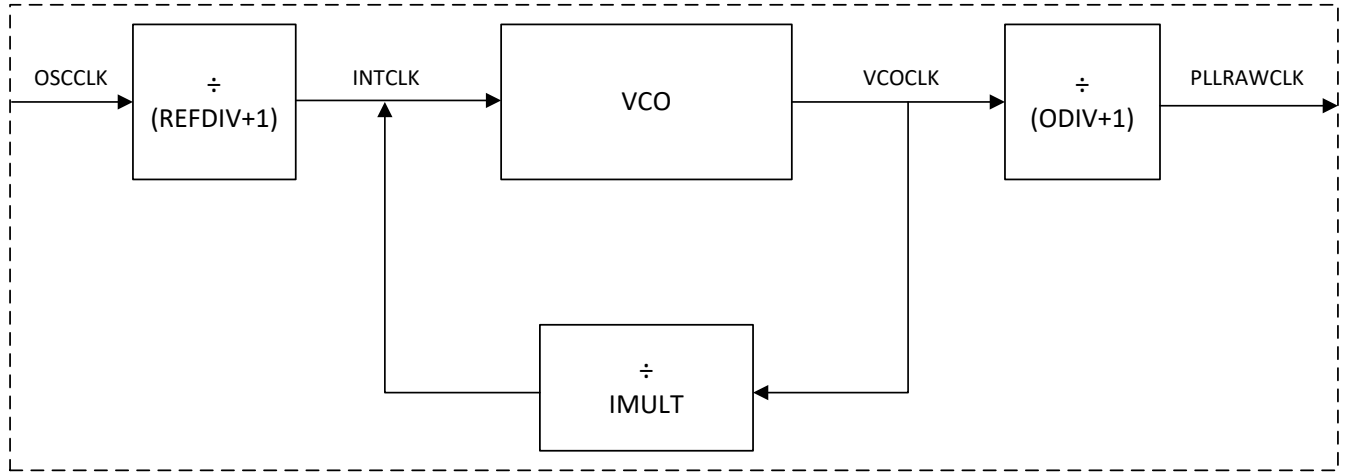 OSCCLK
÷
(REFDIV+1)
INTCLK
VCO
VCOCLK
÷
(ODIV+1)
PLLRAWCLK
÷
IMULT